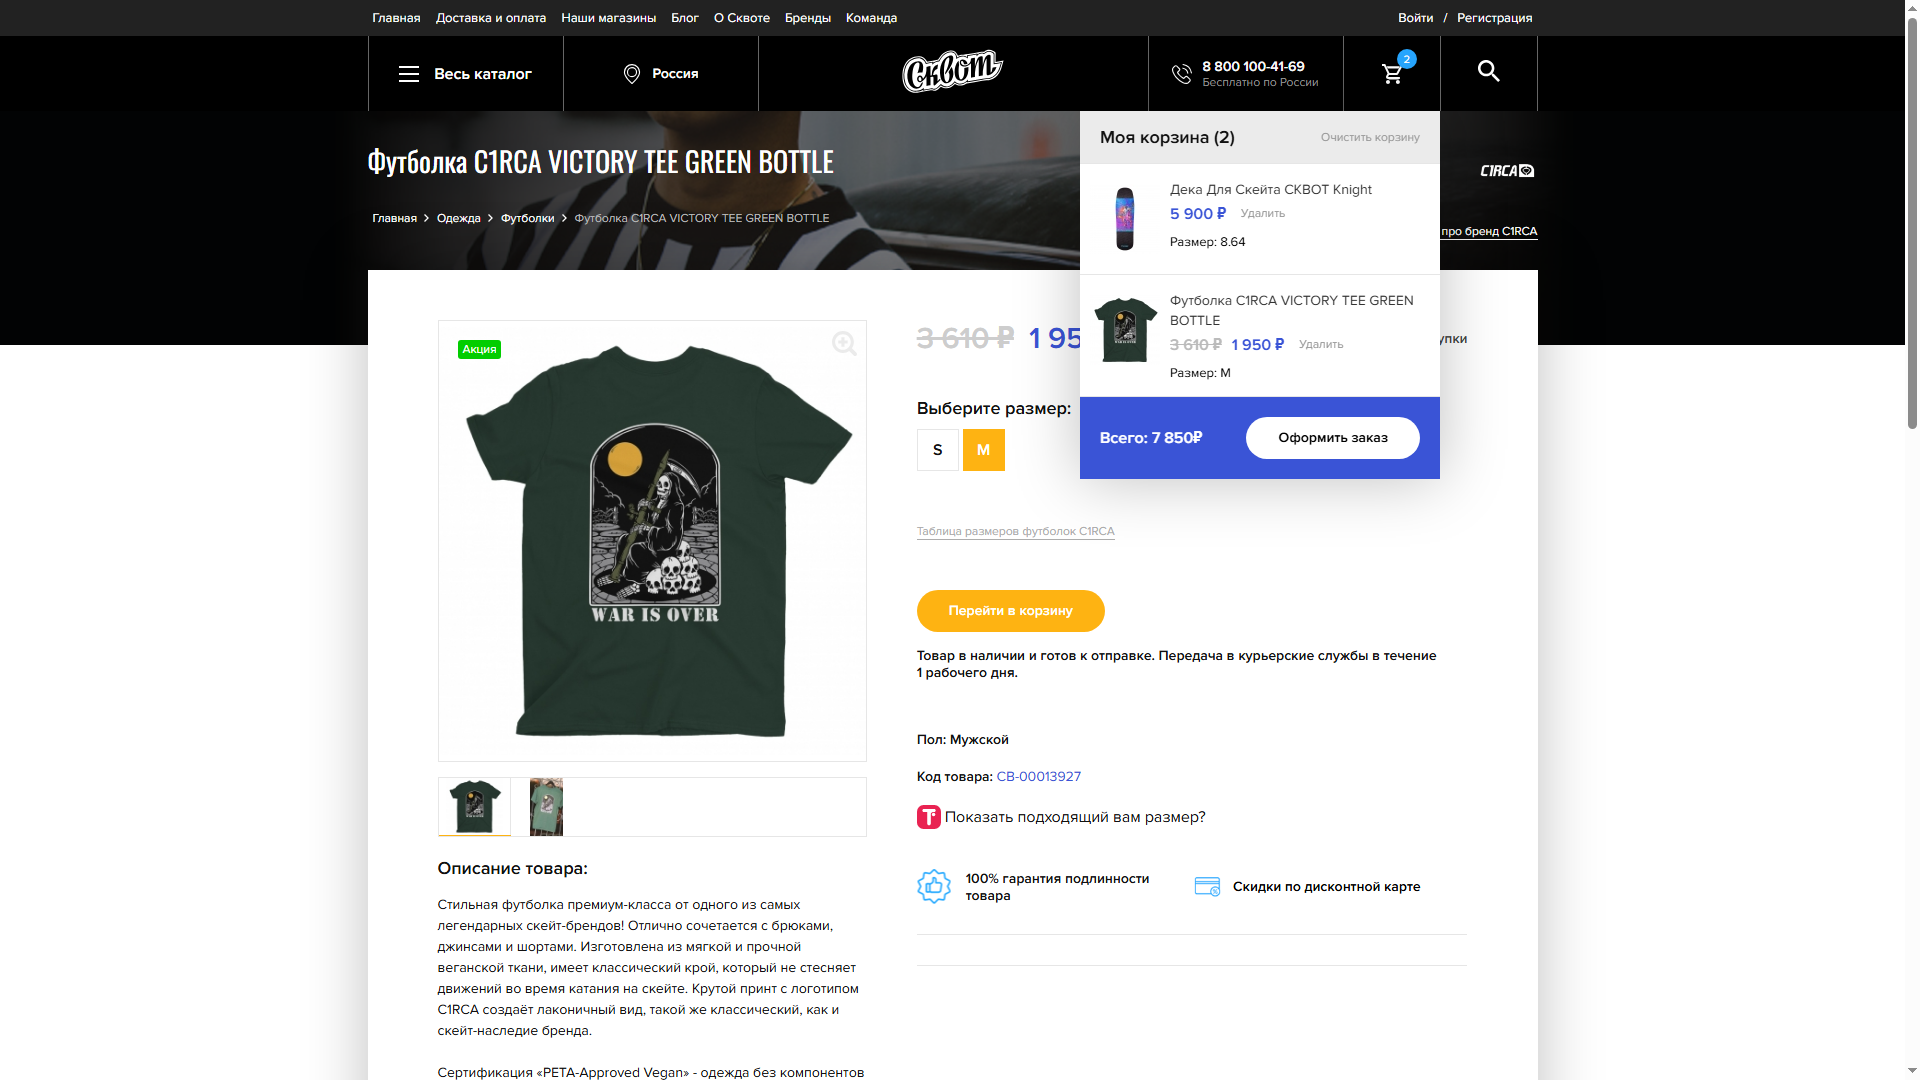 Главная Доставка и оплата Наши магазины Блог О Сквоте Бренды Команда Войти / Регистрация
Весь каталог Россия Сквот 8 800 100-41-69 2
Бесплатно по России
Моя корзина (2) Очистить корзину
Футболка C1RCA VICTORY TEE GREEN BOTTLE
C1RCA
Главная Одежда Футболки Футболка C1RCA VICTORY TEE GREEN BOTTLE
про бренд C1RCA
Дека Для Скейта СКВОТ Knight
5 900 ₽ Удалить
Размер: 8.64
Футболка C1RCA VICTORY TEE GREEN
BOTTLE
3 610 ₽ 1 950 ₽ Удалить
Размер: M
Всего: 7 850₽ Оформить заказ
Акция
3 610 ₽ 1 95 упки
Выберите размер:
S M
WAR IS OVER
Таблица размеров футболок C1RCA
Перейти в корзину
Товар в наличии и готов к отправке. Передача в курьерские службы в течение
1 рабочего дня.
Пол: Мужской
Код товара: СВ-00013927
Показать подходящий вам размер?
100% гарантия подлинности
товара
Скидки по дисконтной карте
Описание товара:
Стильная футболка премиум-класса от одного из самых
легендарных скейт-брендов! Отлично сочетается с брюками,
джинсами и шортами. Изготовлена из мягкой и прочной
веганской ткани, имеет классический крой, который не стесняет
движений во время катания на скейте. Крутой принт с логотипом
C1RCA создаёт лаконичный вид, такой же классический, как и
скейт-наследие бренда.
Сертификация «PETA-Approved Vegan» - одежда без компонентов